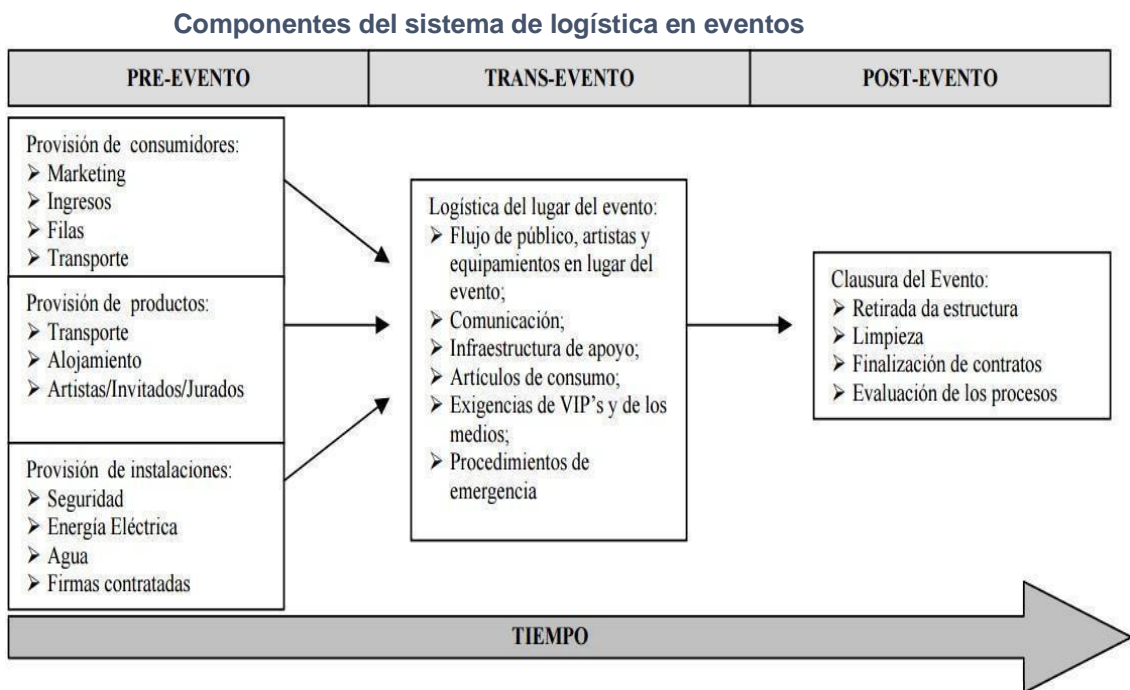 Componentes del sistema de logística en eventos
PRE-EVENTO
TRANS-EVENTO
POST-EVENTO
Provisión de consumidores:
➢ Marketing
➢ Ingresos
➢ Filas
➢ Transporte
Provisión de productos:
➢ Transporte
➢ Alojamiento
➢ Artistas/Invitados/Jurados
Provisión de instalaciones:
➢ Seguridad
➢ Energía Eléctrica
➢ Agua
➢ Firmas contratadas
Logística del lugar del evento:
➢ Flujo de público, artistas y
equipamientos en lugar del
evento;
➢ Comunicación;
➢ Infraestructura de apoyo;
➢ Artículos de consumo;
➢ Exigencias de VIP's y de los
medios;
➢ Procedimientos de
emergencia
Clausura del Evento:
➢ Retirada da estructura
➢ Limpieza
➢ Finalización de contratos
➢ Evaluación de los procesos
TIEMPO